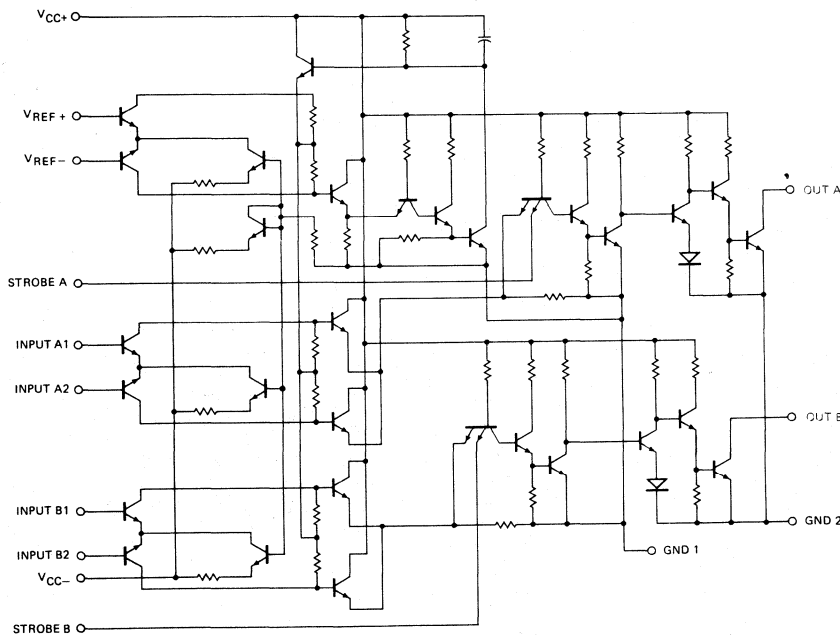 VCC+
VREF +
VREF-
OUT A
STROBE A
INPUT A1
INPUT A2
OUT B
INPUT B1
INPUT B2
GND 2
GND 1
VCC-
STROBE B